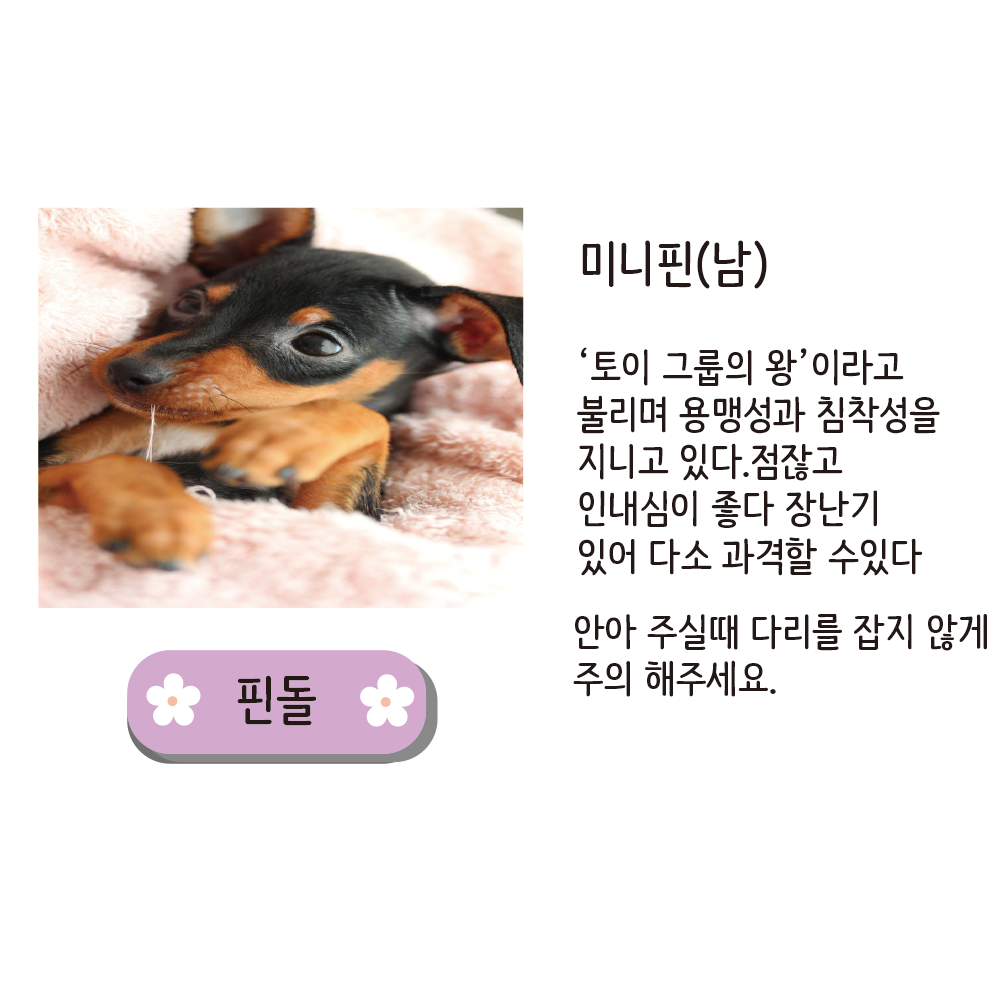 미니핀(남)
‘토이 그룹의 왕’이라고
불리며 용맹성과 침착성을
지니고 있다.점잖고
인내심이 좋다 장난기
있어 다소 과격할 수있다
안아 주실때 다리를 잡지 않게
주의 해주세요.
핀돌